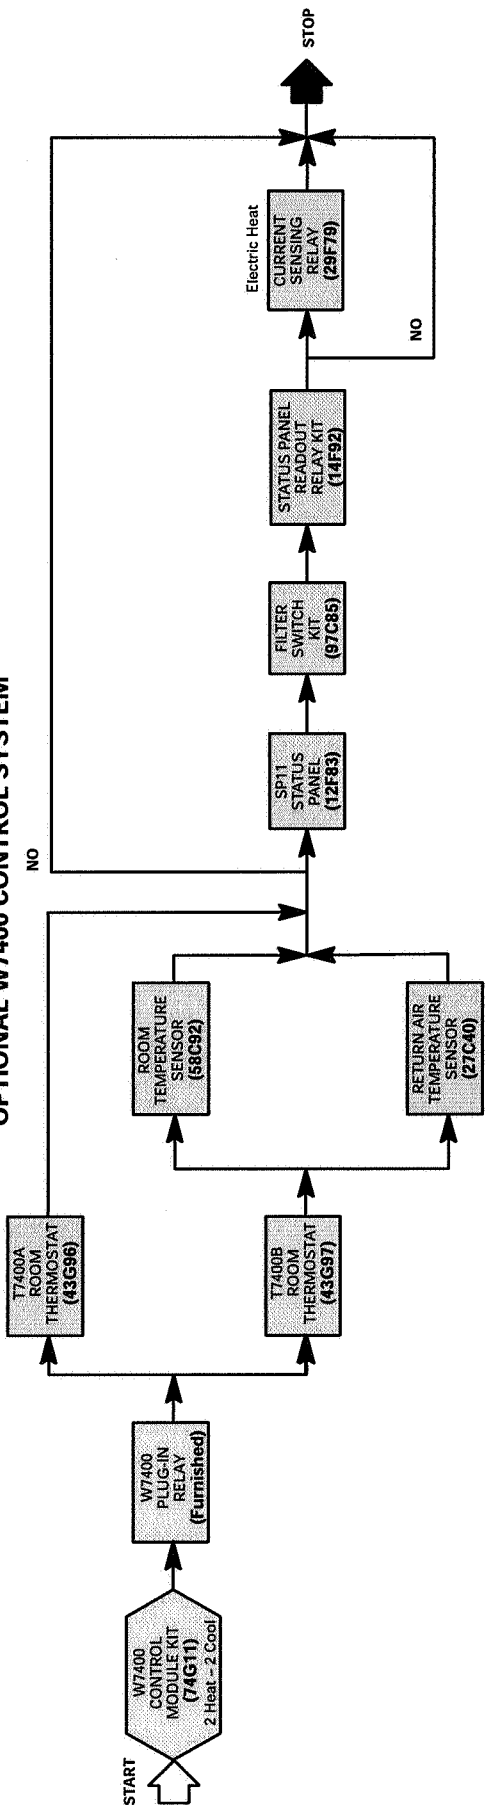 OPTIONAL W7400 CONTROL SYSTEM
START
W7400
CONTROL
MODULE KIT
(74G11)
2 Heat - 2 Cool
W7400
PLUG-IN
RELAY
(Furnished)
T7400A
ROOM
THERMOSTAT
(43G96)
T7400B
ROOM
THERMOSTAT
(43G97)
ROOM
TEMPERATURE
SENSOR
(58C92)
RETURN AIR
TEMPERATURE
SENSOR
(27C40)
NO
SP11
STATUS
PANEL
(12F83)
FILTER
SWITCH
KIT
(97C85)
STATUS PANEL
READOUT
RELAY KIT
(14F92)
NO
Electric Heat
CURRENT
SENSING
RELAY
(29F79)
STOP